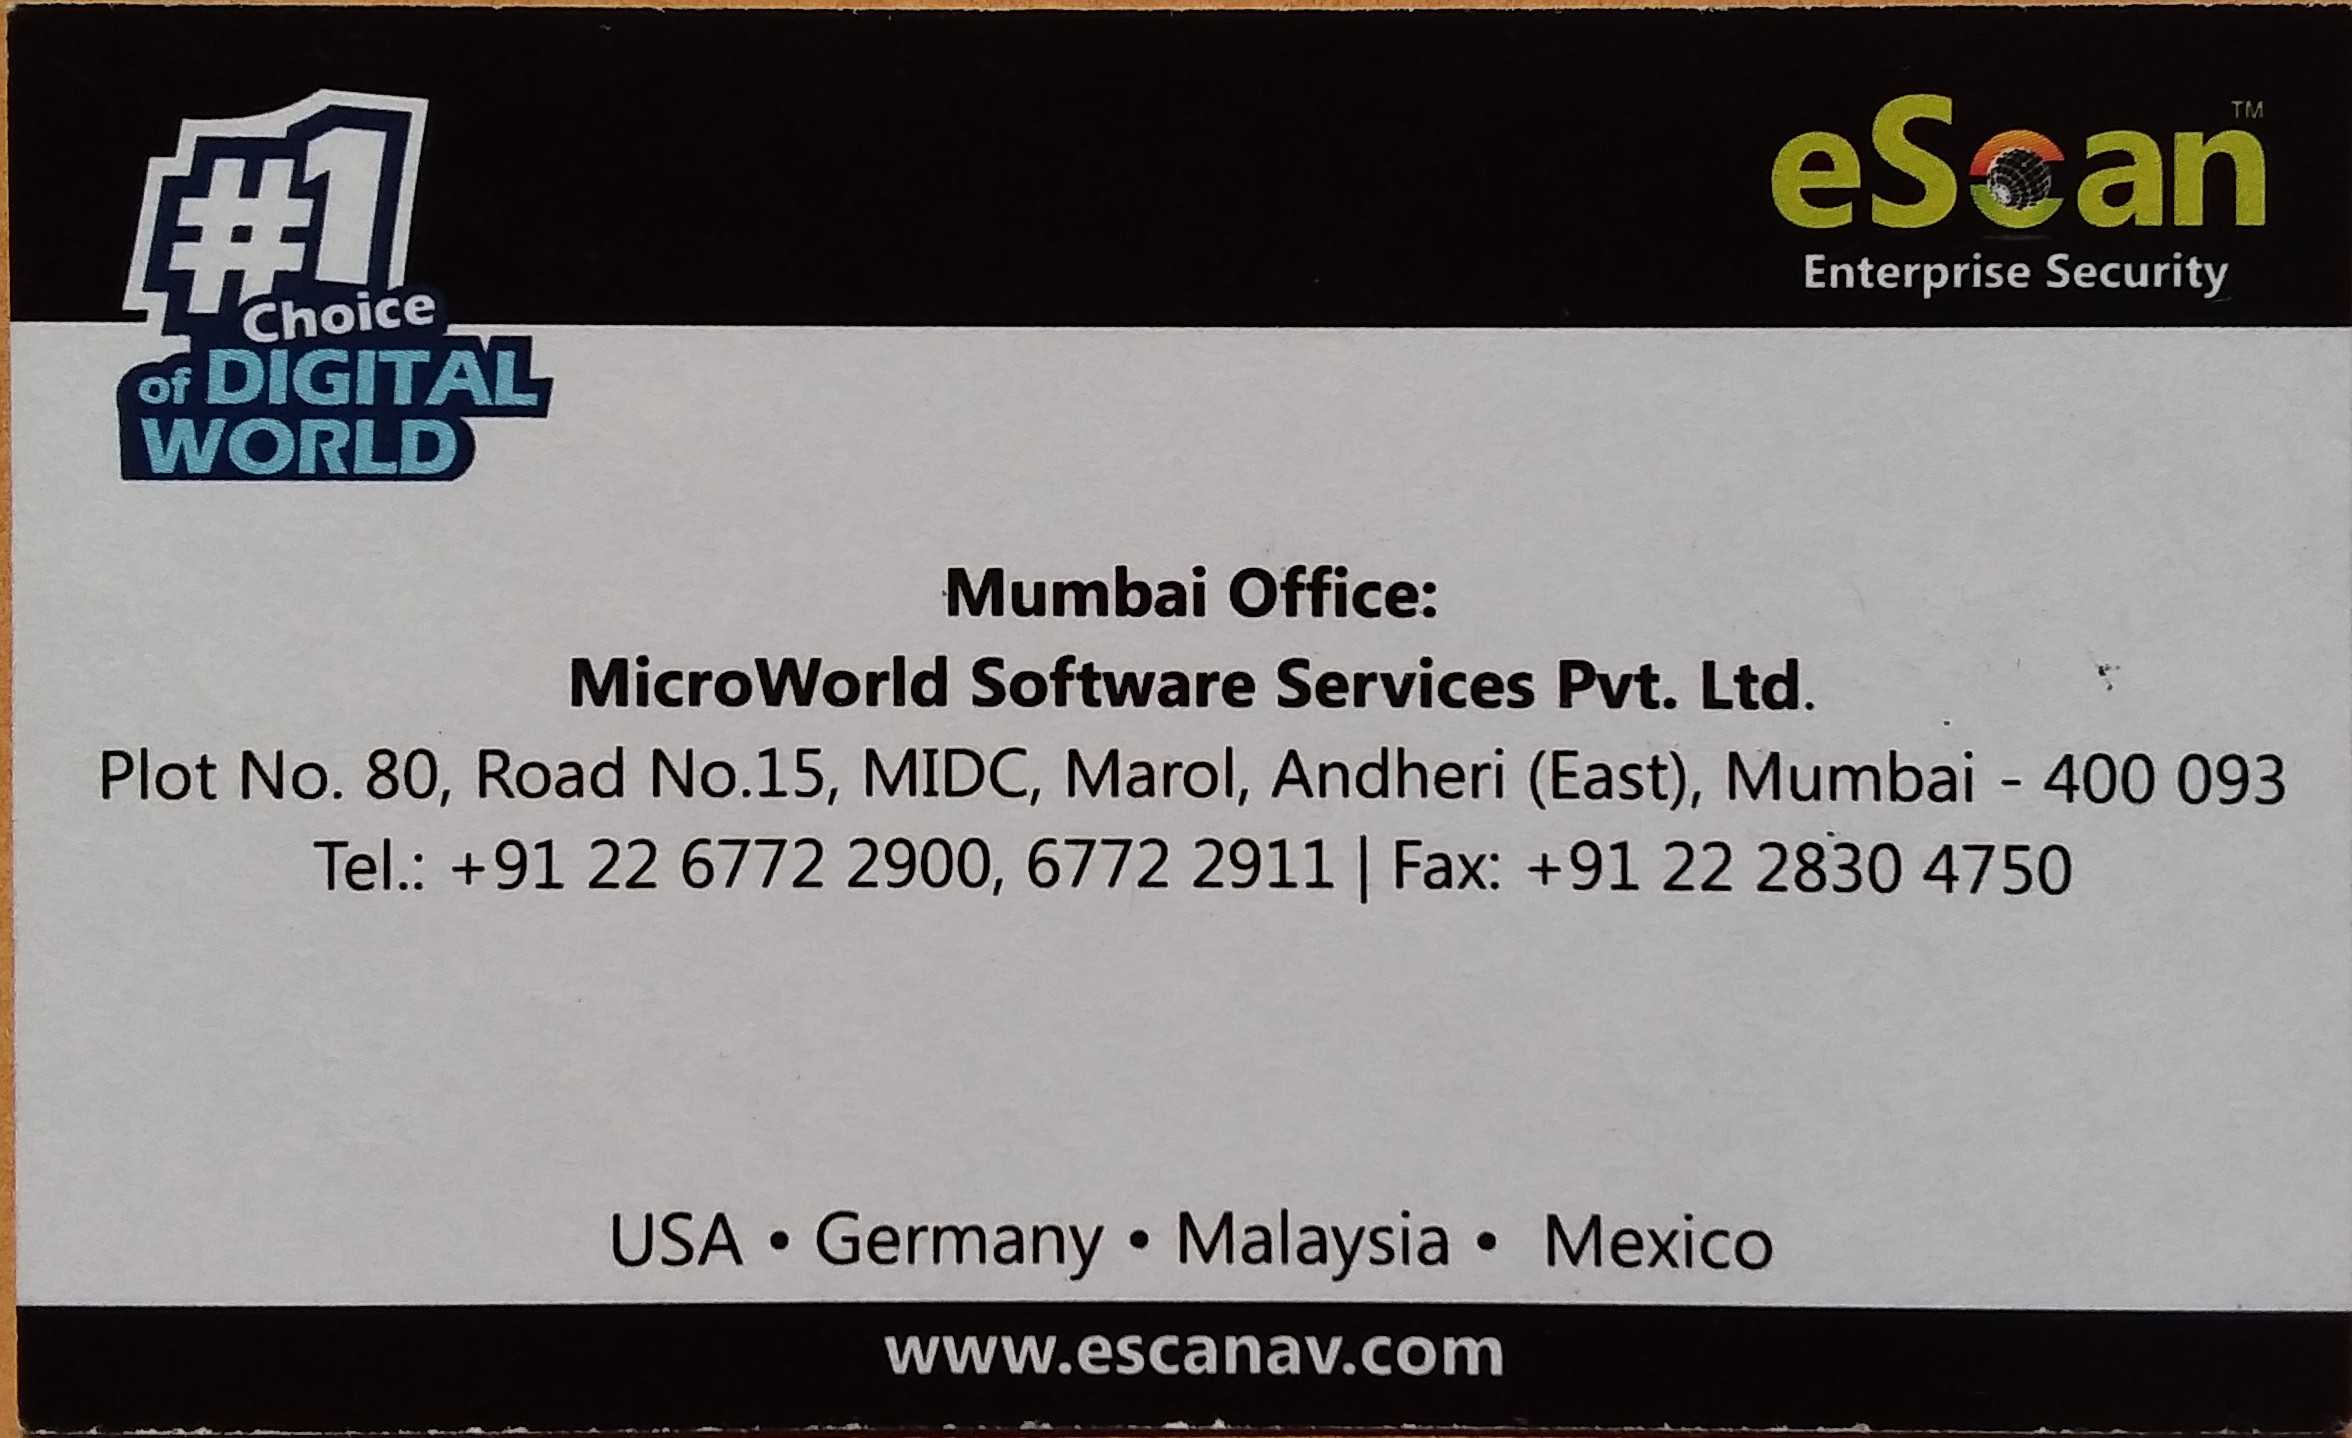 #1
Choice
of DIGITAL
WORLD
eScan™
Enterprise Security
Mumbai Office:
MicroWorld Software Services Pvt. Ltd.
Plot No. 80, Road No.15, MIDC, Marol, Andheri (East), Mumbai - 400 093
Tel.: +91 22 6772 2900, 6772 2911 | Fax: +91 22 2830 4750
USA • Germany • Malaysia • Mexico
www.escanav.com